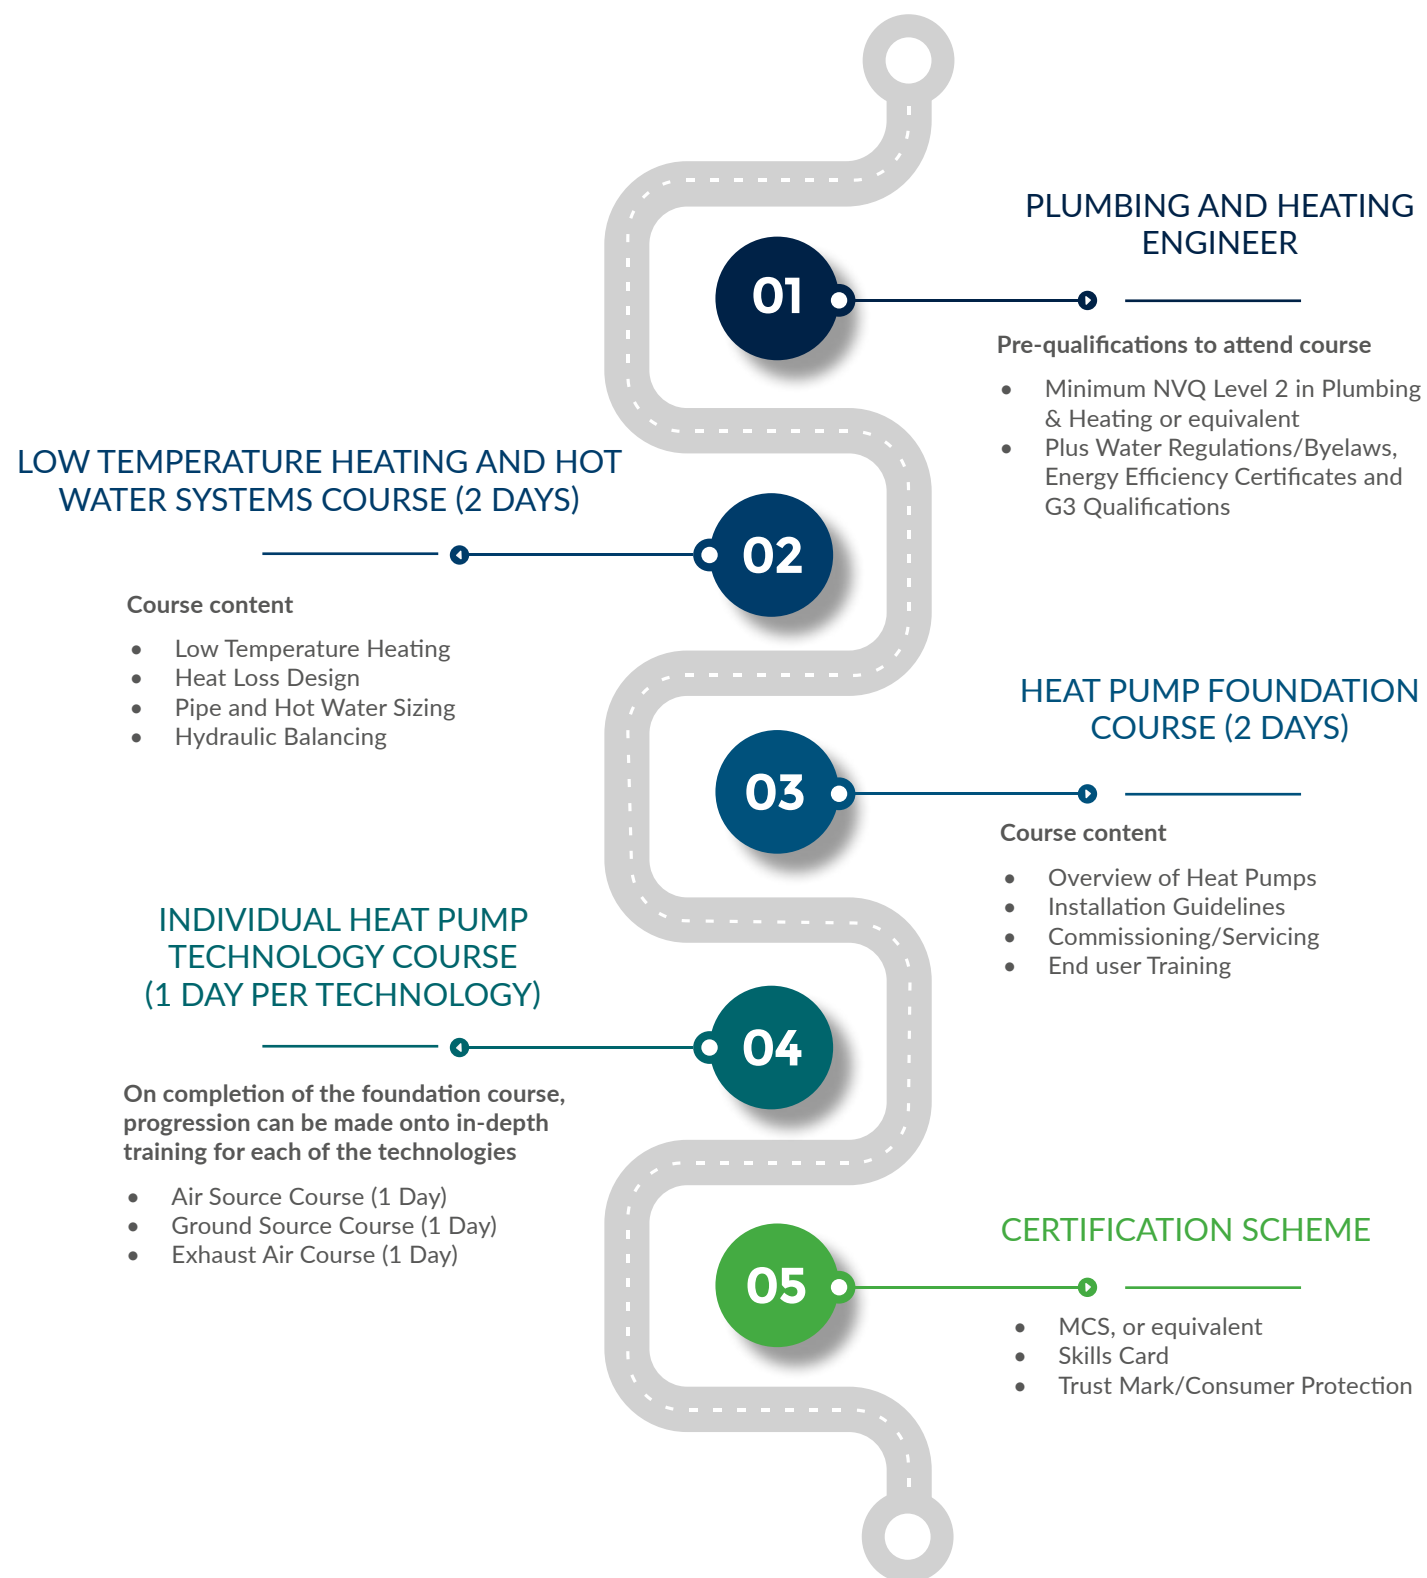 PLUMBING AND HEATING
ENGINEER
01
Pre-qualifications to attend course
• Minimum NVQ Level 2 in Plumbing
& Heating or equivalent
• Plus Water Regulations/Byelaws,
Energy Efficiency Certificates and
G3 Qualifications
LOW TEMPERATURE HEATING AND HOT
WATER SYSTEMS COURSE (2 DAYS)
02
Course content
• Low Temperature Heating
• Heat Loss Design
• Pipe and Hot Water Sizing
• Hydraulic Balancing
HEAT PUMP FOUNDATION
COURSE (2 DAYS)
03
Course content
• Overview of Heat Pumps
• Installation Guidelines
• Commissioning/Servicing
• End user Training
INDIVIDUAL HEAT PUMP
TECHNOLOGY COURSE
(1 DAY PER TECHNOLOGY)
04
On completion of the foundation course,
progression can be made onto in-depth
training for each of the technologies
• Air Source Course (1 Day)
• Ground Source Course (1 Day)
• Exhaust Air Course (1 Day)
CERTIFICATION SCHEME
05
• MCS, or equivalent
• Skills Card
• Trust Mark/Consumer Protection